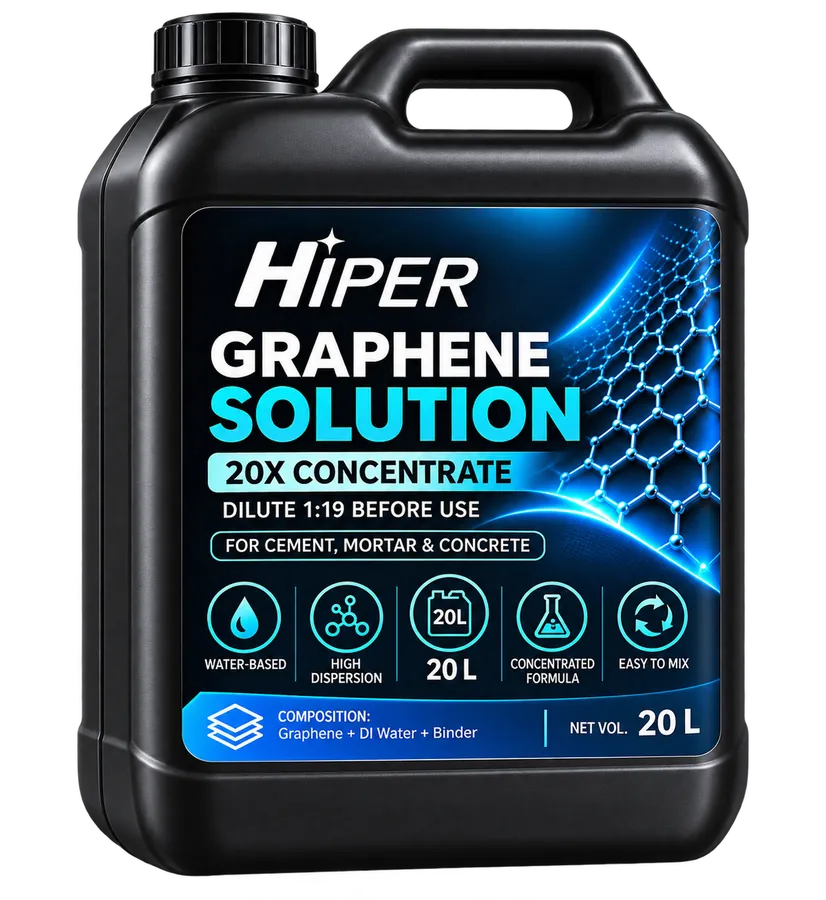 HiPER
GRAPHENE
SOLUTION
20X CONCENTRATE
DILUTE 1:19 BEFORE USE
FOR CEMENT, MORTAR & CONCRETE
WATER-BASED
HIGH
DISPERSION
20L
20 L
CONCENTRATED
FORMULA
EASY TO MIX
COMPOSITION:
Graphene + DI Water + Binder
NET VOL. 20 L